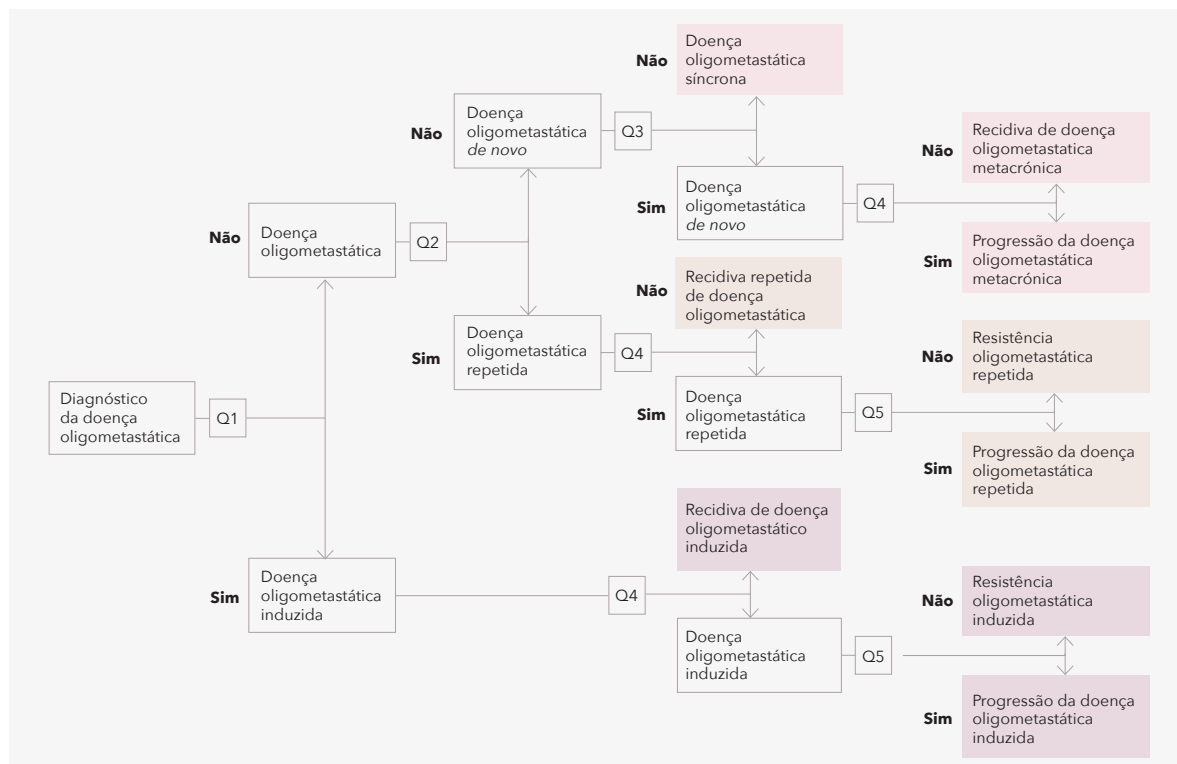 Diagnóstico
da doença
oligometastática
Q1
Não
Doença
oligometastática
Q2
Não
Doença
oligometastática
de novo
Q3
Não
Doença
oligometastática
síncrona
Sim
Doença
oligometastática
de novo
Q4
Não
Recidiva de doença
oligometastatica
metacrónica
Sim
Progressão da doença
oligometastática
metacrónica
Sim
Doença
oligometastática
repetida
Q4
Não
Recidiva repetida
de doença
oligometastática
Sim
Doença
oligometastática
repetida
Q5
Não
Resistência
oligometastática
repetida
Sim
Progressão da doença
oligometastática
repetida
Sim
Doença
oligometastática
induzida
Q4
Recidiva de doença
oligometastático
induzida
Doença
oligometastática
induzida
Q5
Não
Resistência
oligometastática
induzida
Sim
Progressão da doença
oligometastática
induzida